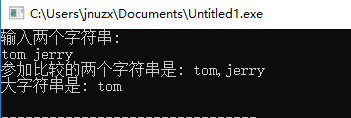 C:\Users\jnuzx\Documents\Untitled1.exe
输入两个字符串:
tom jerry
参加比较的两个字符串是: tom,jerry
大字符串是: tom
--------------------------------